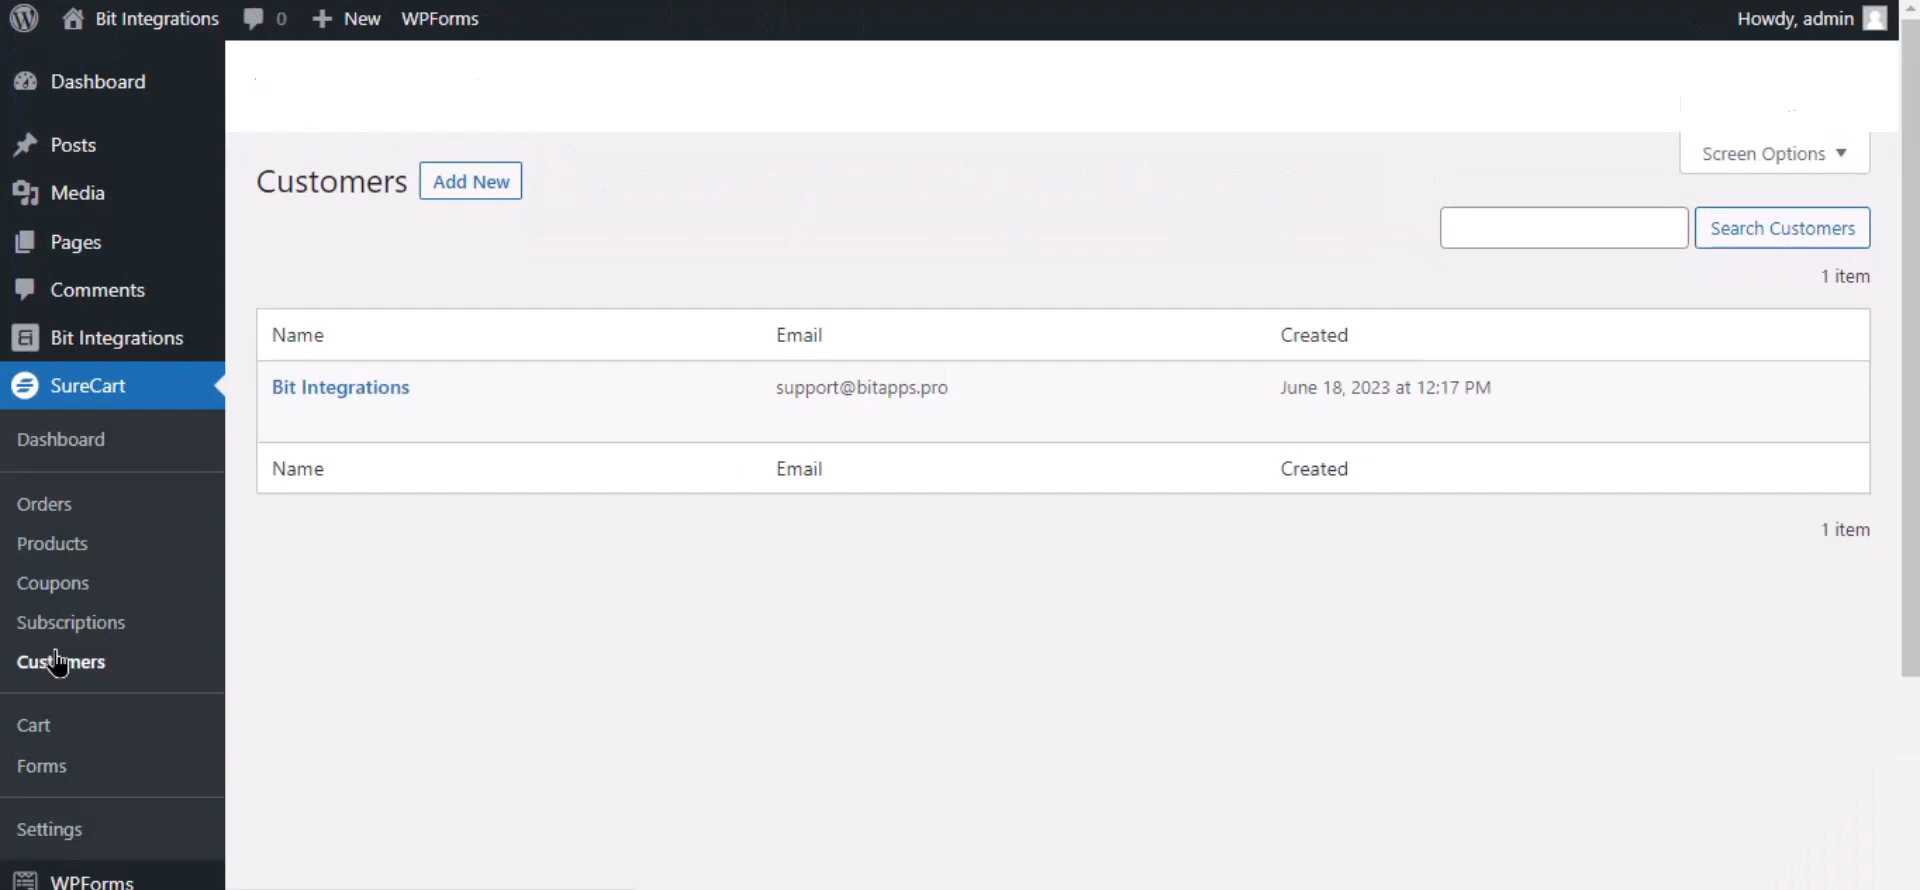 Bit Integrations 0 New WPForms Howdy, admin
Dashboard
Posts
Media
Pages
Comments
Bit Integrations
SureCart
Dashboard
Orders
Products
Coupons
Subscriptions
Customers
Cart
Forms
Settings
WPForms
Screen Options
Customers Add New
Search Customers
1 item
Name Email Created
Bit Integrations support@bitapps.pro June 18, 2023 at 12:17 PM
Name Email Created
1 item